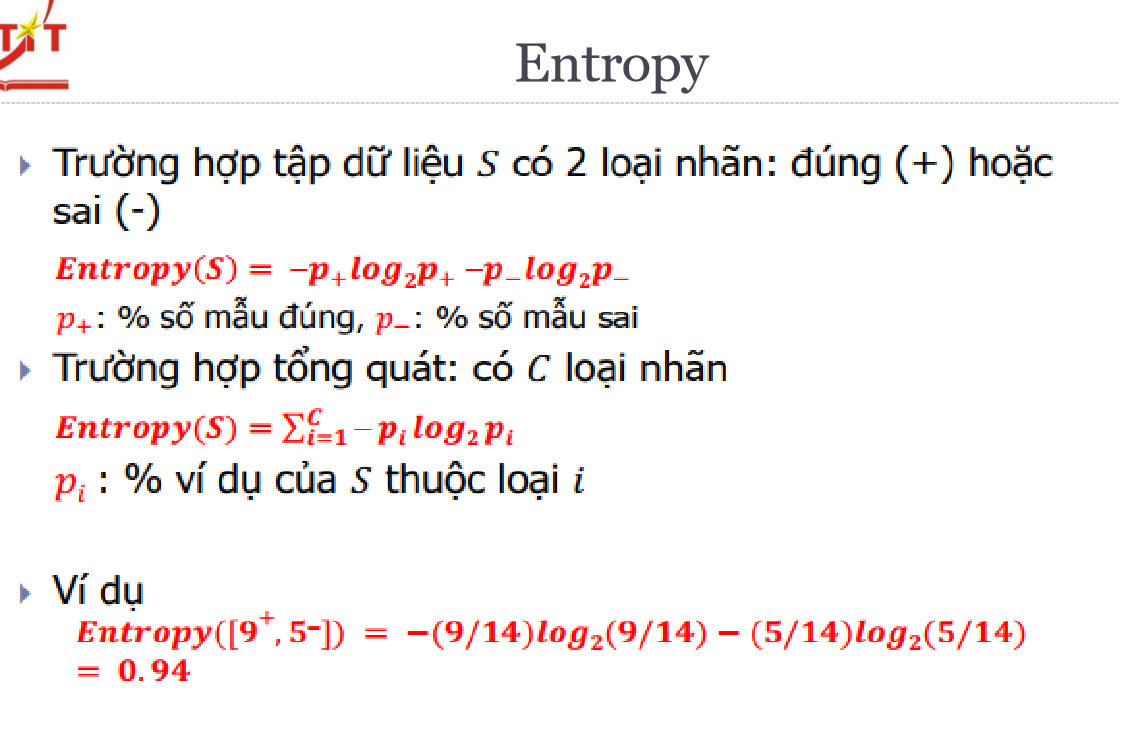 TIT
Entropy
Trường hợp tập dữ liệu S có 2 loại nhãn: đúng (+) hoặc
sai (-)
Entropy(S) = −p₊log₂p₊ −p₋log₂p₋
p₊: % số mẫu đúng, p₋: % số mẫu sai
Trường hợp tổng quát: có C loại nhãn
Entropy(S) = ∑ᵢ₌₁ᶜ − pᵢ log₂ pᵢ
pᵢ : % ví dụ của S thuộc loại i
Ví dụ
Entropy([9⁺, 5⁻]) = −(9/14)log₂(9/14) − (5/14)log₂(5/14)
= 0.94